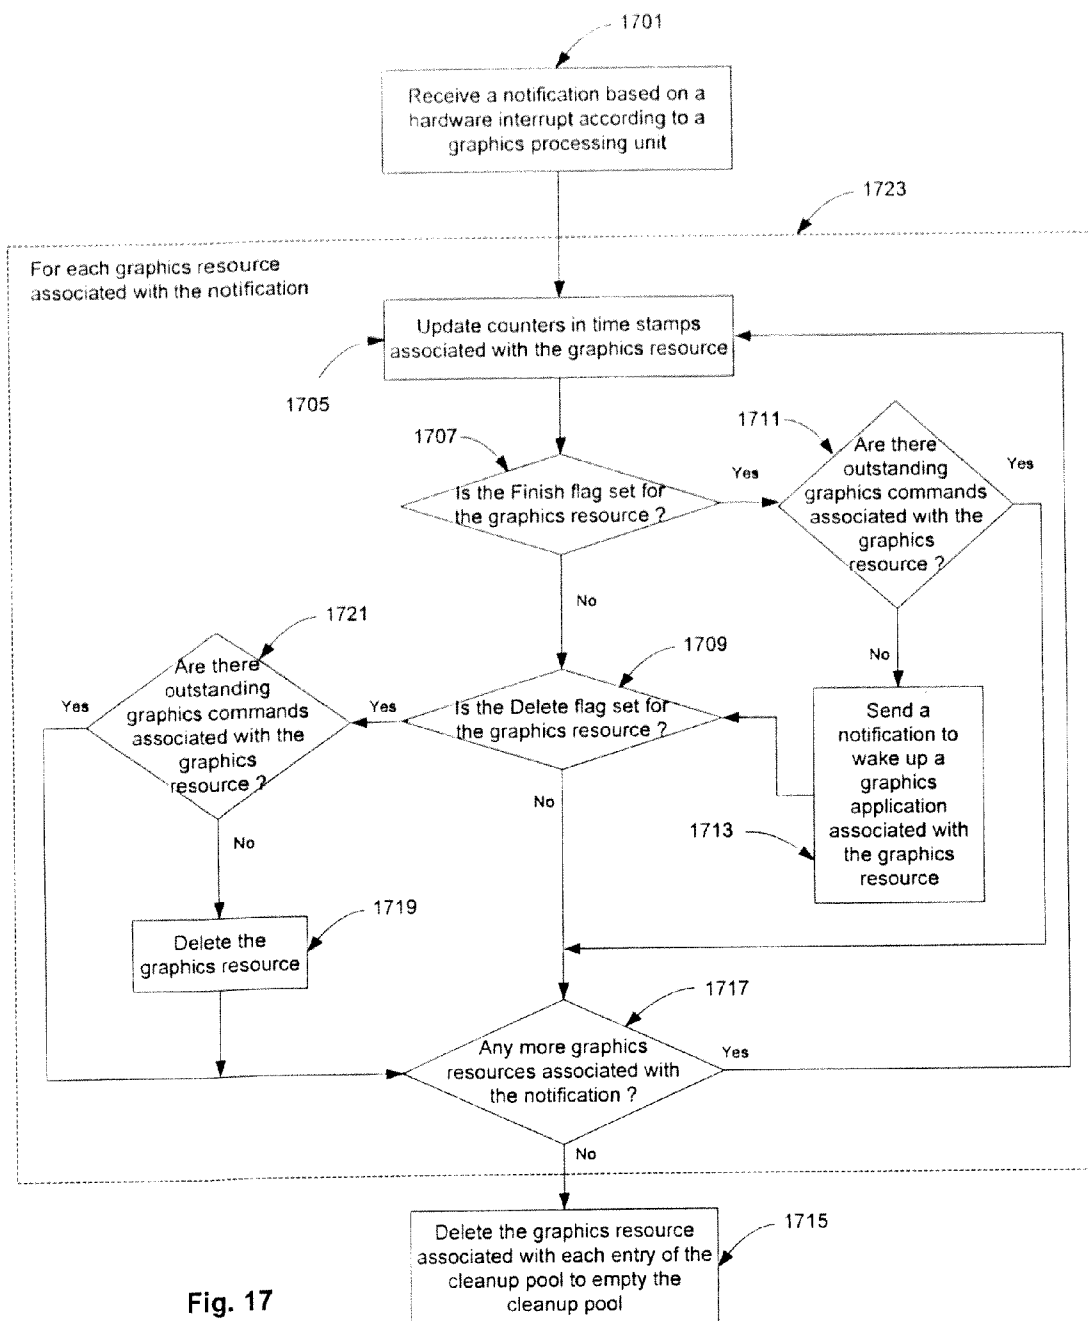 1701
Receive a notification based on a
hardware interrupt according to a
graphics processing unit
1723
For each graphics resource
associated with the notification
Update counters in time stamps
associated with the graphics resource
1705
1707
Is the Finish flag set for
the graphics resource ?
Yes
1711
Are there
outstanding
graphics commands
associated with the
graphics
resource ?
Yes
No
No
1721
Are there
outstanding
graphics commands
associated with the
graphics
resource ?
Yes
Yes
1709
Is the Delete flag set for
the graphics resource ?
Send a
notification to
wake up a
graphics
application
associated with
the graphics
resource
1713
No
No
1719
Delete the
graphics resource
1717
Any more graphics
resources associated with
the notification ?
Yes
No
1715
Delete the graphics resource
associated with each entry of the
cleanup pool to empty the
cleanup pool
Fig. 17